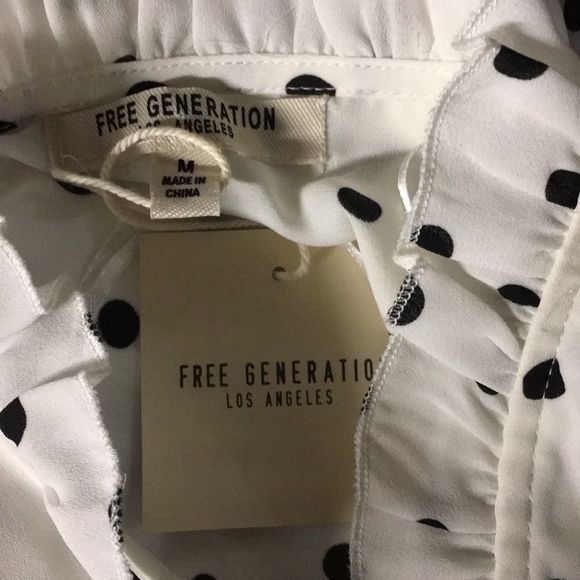 FREE GENERATION
LOS ANGELES
M
MADE IN
CHINA
FREE GENERATIO
LOS ANGELES